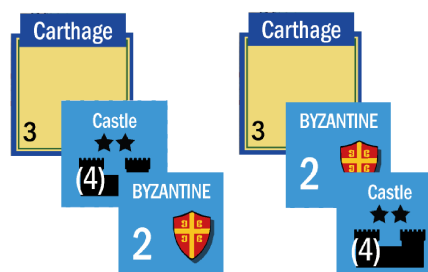 Carthage
3
Castle
(4)
BYZANTINE
2
Carthage
3
BYZANTINE
2
Castle
(4)